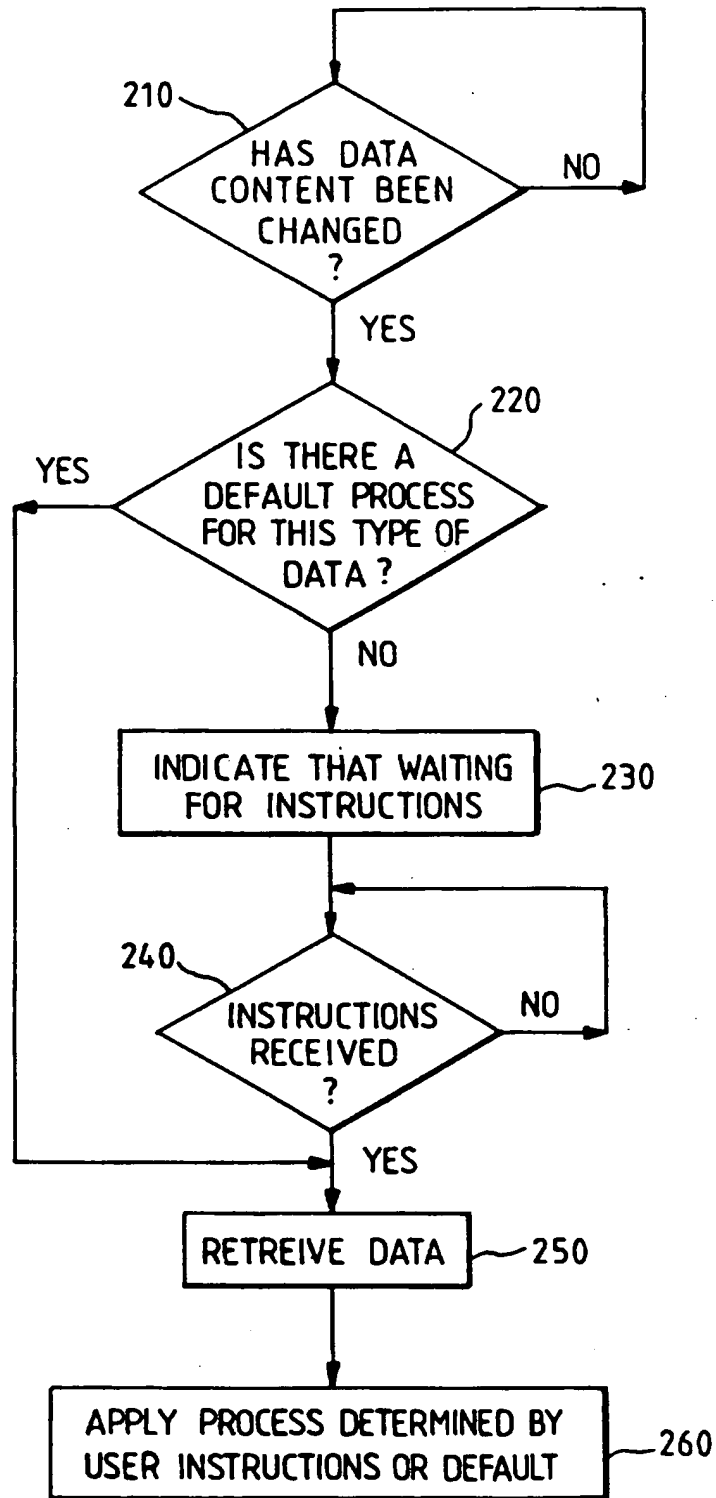 210
HAS DATA
CONTENT BEEN
CHANGED
?
NO
YES
220
YES
IS THERE A
DEFAULT PROCESS
FOR THIS TYPE OF
DATA ?
NO
INDICATE THAT WAITING
FOR INSTRUCTIONS
230
240
INSTRUCTIONS
RECEIVED
?
NO
YES
RETREIVE DATA
250
APPLY PROCESS DETERMINED BY
USER INSTRUCTIONS OR DEFAULT
260